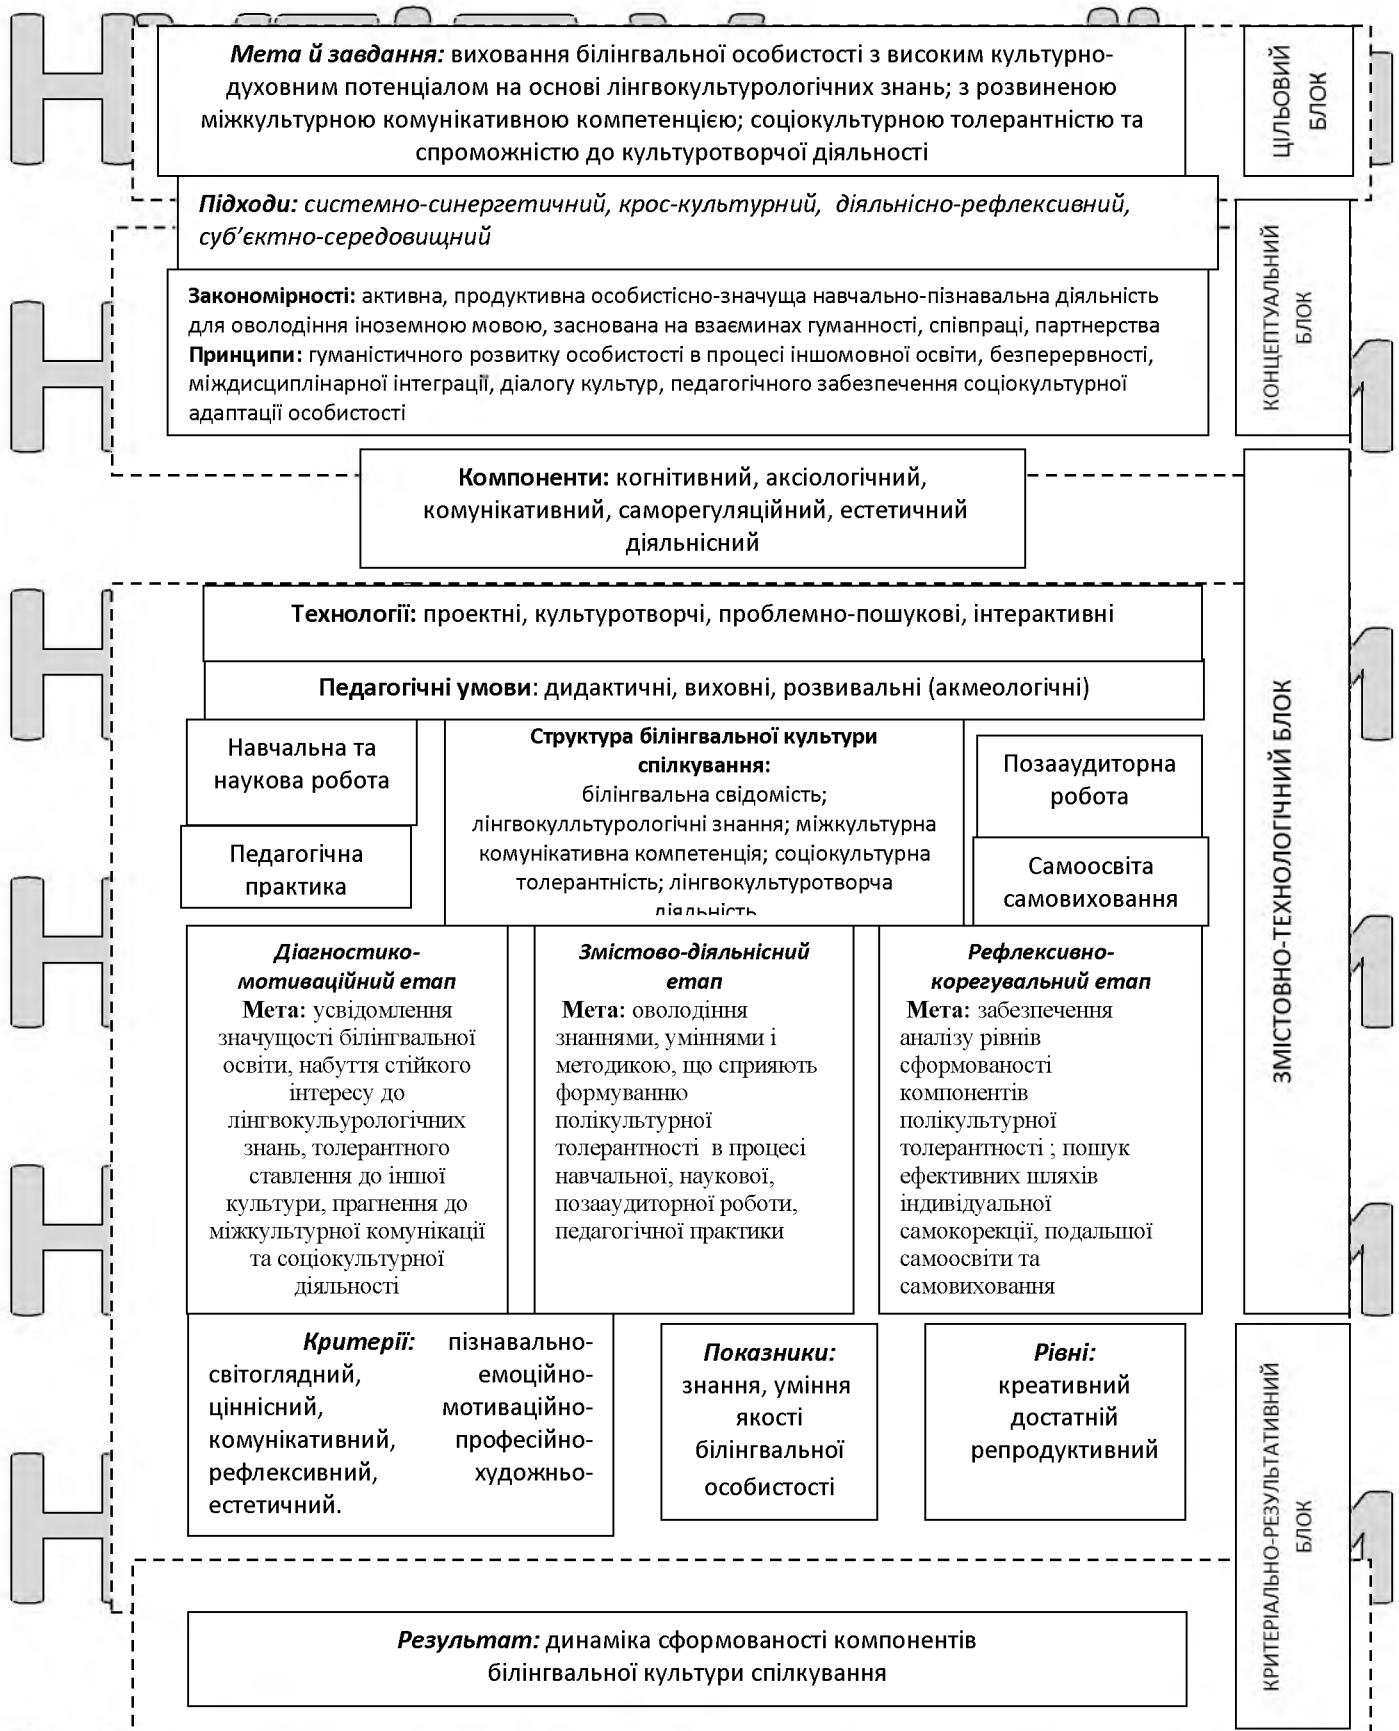 Мета й завдання: виховання білінгвальної особистості з високим культурно-
духовним потенціалом на основі лінгвокультурологічних знань; з розвиненою
міжкультурною комунікативною компетенцією; соціокультурною толерантністю та
спроможністю до культуротворчої діяльності
ЦІЛЬОВИЙ
БЛОК
Підходи: системно-синергетичний, крос-культурний, діяльнісно-рефлексивний,
суб’єктно-середовищний
Закономірності: активна, продуктивна особистісно-значуща навчально-пізнавальна діяльність
для оволодіння іноземною мовою, заснована на взаєминах гуманності, співпраці, партнерства
Принципи: гуманістичного розвитку особистості в процесі іншомовної освіти, безперервності,
міждисциплінарної інтеграції, діалогу культур, педагогічного забезпечення соціокультурної
адаптації особистості
КОНЦЕПТУАЛЬНИЙ
БЛОК
Компоненти: когнітивний, аксіологічний,
комунікативний, саморегуляційний, естетичний
діяльнісний
Технології: проектні, культуротворчі, проблемно-пошукові, інтерактивні
Педагогічні умови: дидактичні, виховні, розвивальні (акмеологічні)
Навчальна та
наукова робота
Педагогічна
практика
Структура білінгвальної культури
спілкування:
білінгвальна свідомість;
лінгвокулльтурологічні знання; міжкультурна
комунікативна компетенція; соціокультурна
толерантність; лінгвокультуротворча
діяльність
Позааудиторна
робота
Самоосвіта
самовиховання
Діагностико-
мотиваційний етап
Мета: усвідомлення
значущості білінгвальної
освіти, набуття стійкого
інтересу до
лінгвокульурологічних
знань, толерантного
ставлення до іншої
культури, прагнення до
міжкультурної комунікації
та соціокультурної
діяльності
Змістово-діяльнісний
етап
Мета: оволодіння
знаннями, уміннями і
методикою, що сприяють
формуванню
полікультурної
толерантності в процесі
навчальної, наукової,
позааудиторної роботи,
педагогічної практики
Рефлексивно-
корегувальний етап
Мета: забезпечення
аналізу рівнів
сформованості
компонентів
полікультурної
толерантності ; пошук
ефективних шляхів
індивідуальної
самокорекції, подальшої
самоосвіти та
самовиховання
ЗМІСТОВНО-ТЕХНОЛОГІЧНИЙ БЛОК
Критерії: пізнавально-
світоглядний, емоційно-
ціннісний, мотиваційно-
комунікативний, професійно-
рефлексивний, художньо-
естетичний.
Показники:
знання, уміння
якості
білінгвальної
особистості
Рівні:
креативний
достатній
репродуктивний
КРИТЕРІАЛЬНО-РЕЗУЛЬТАТИВНИЙ
БЛОК
Результат: динаміка сформованості компонентів
білінгвальної культури спілкування